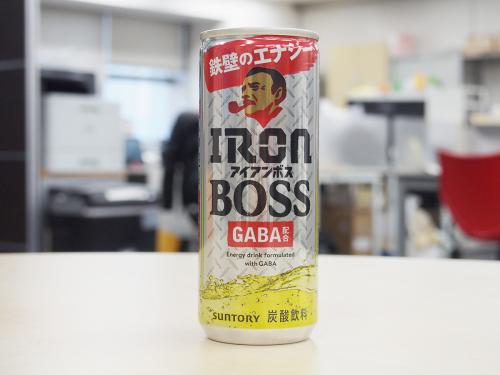 鉄壁のエナジー
IRON
アイアンボス
BOSS
GABA配合
Energy drink formulated
with GABA
SUNTORY 炭酸飲料